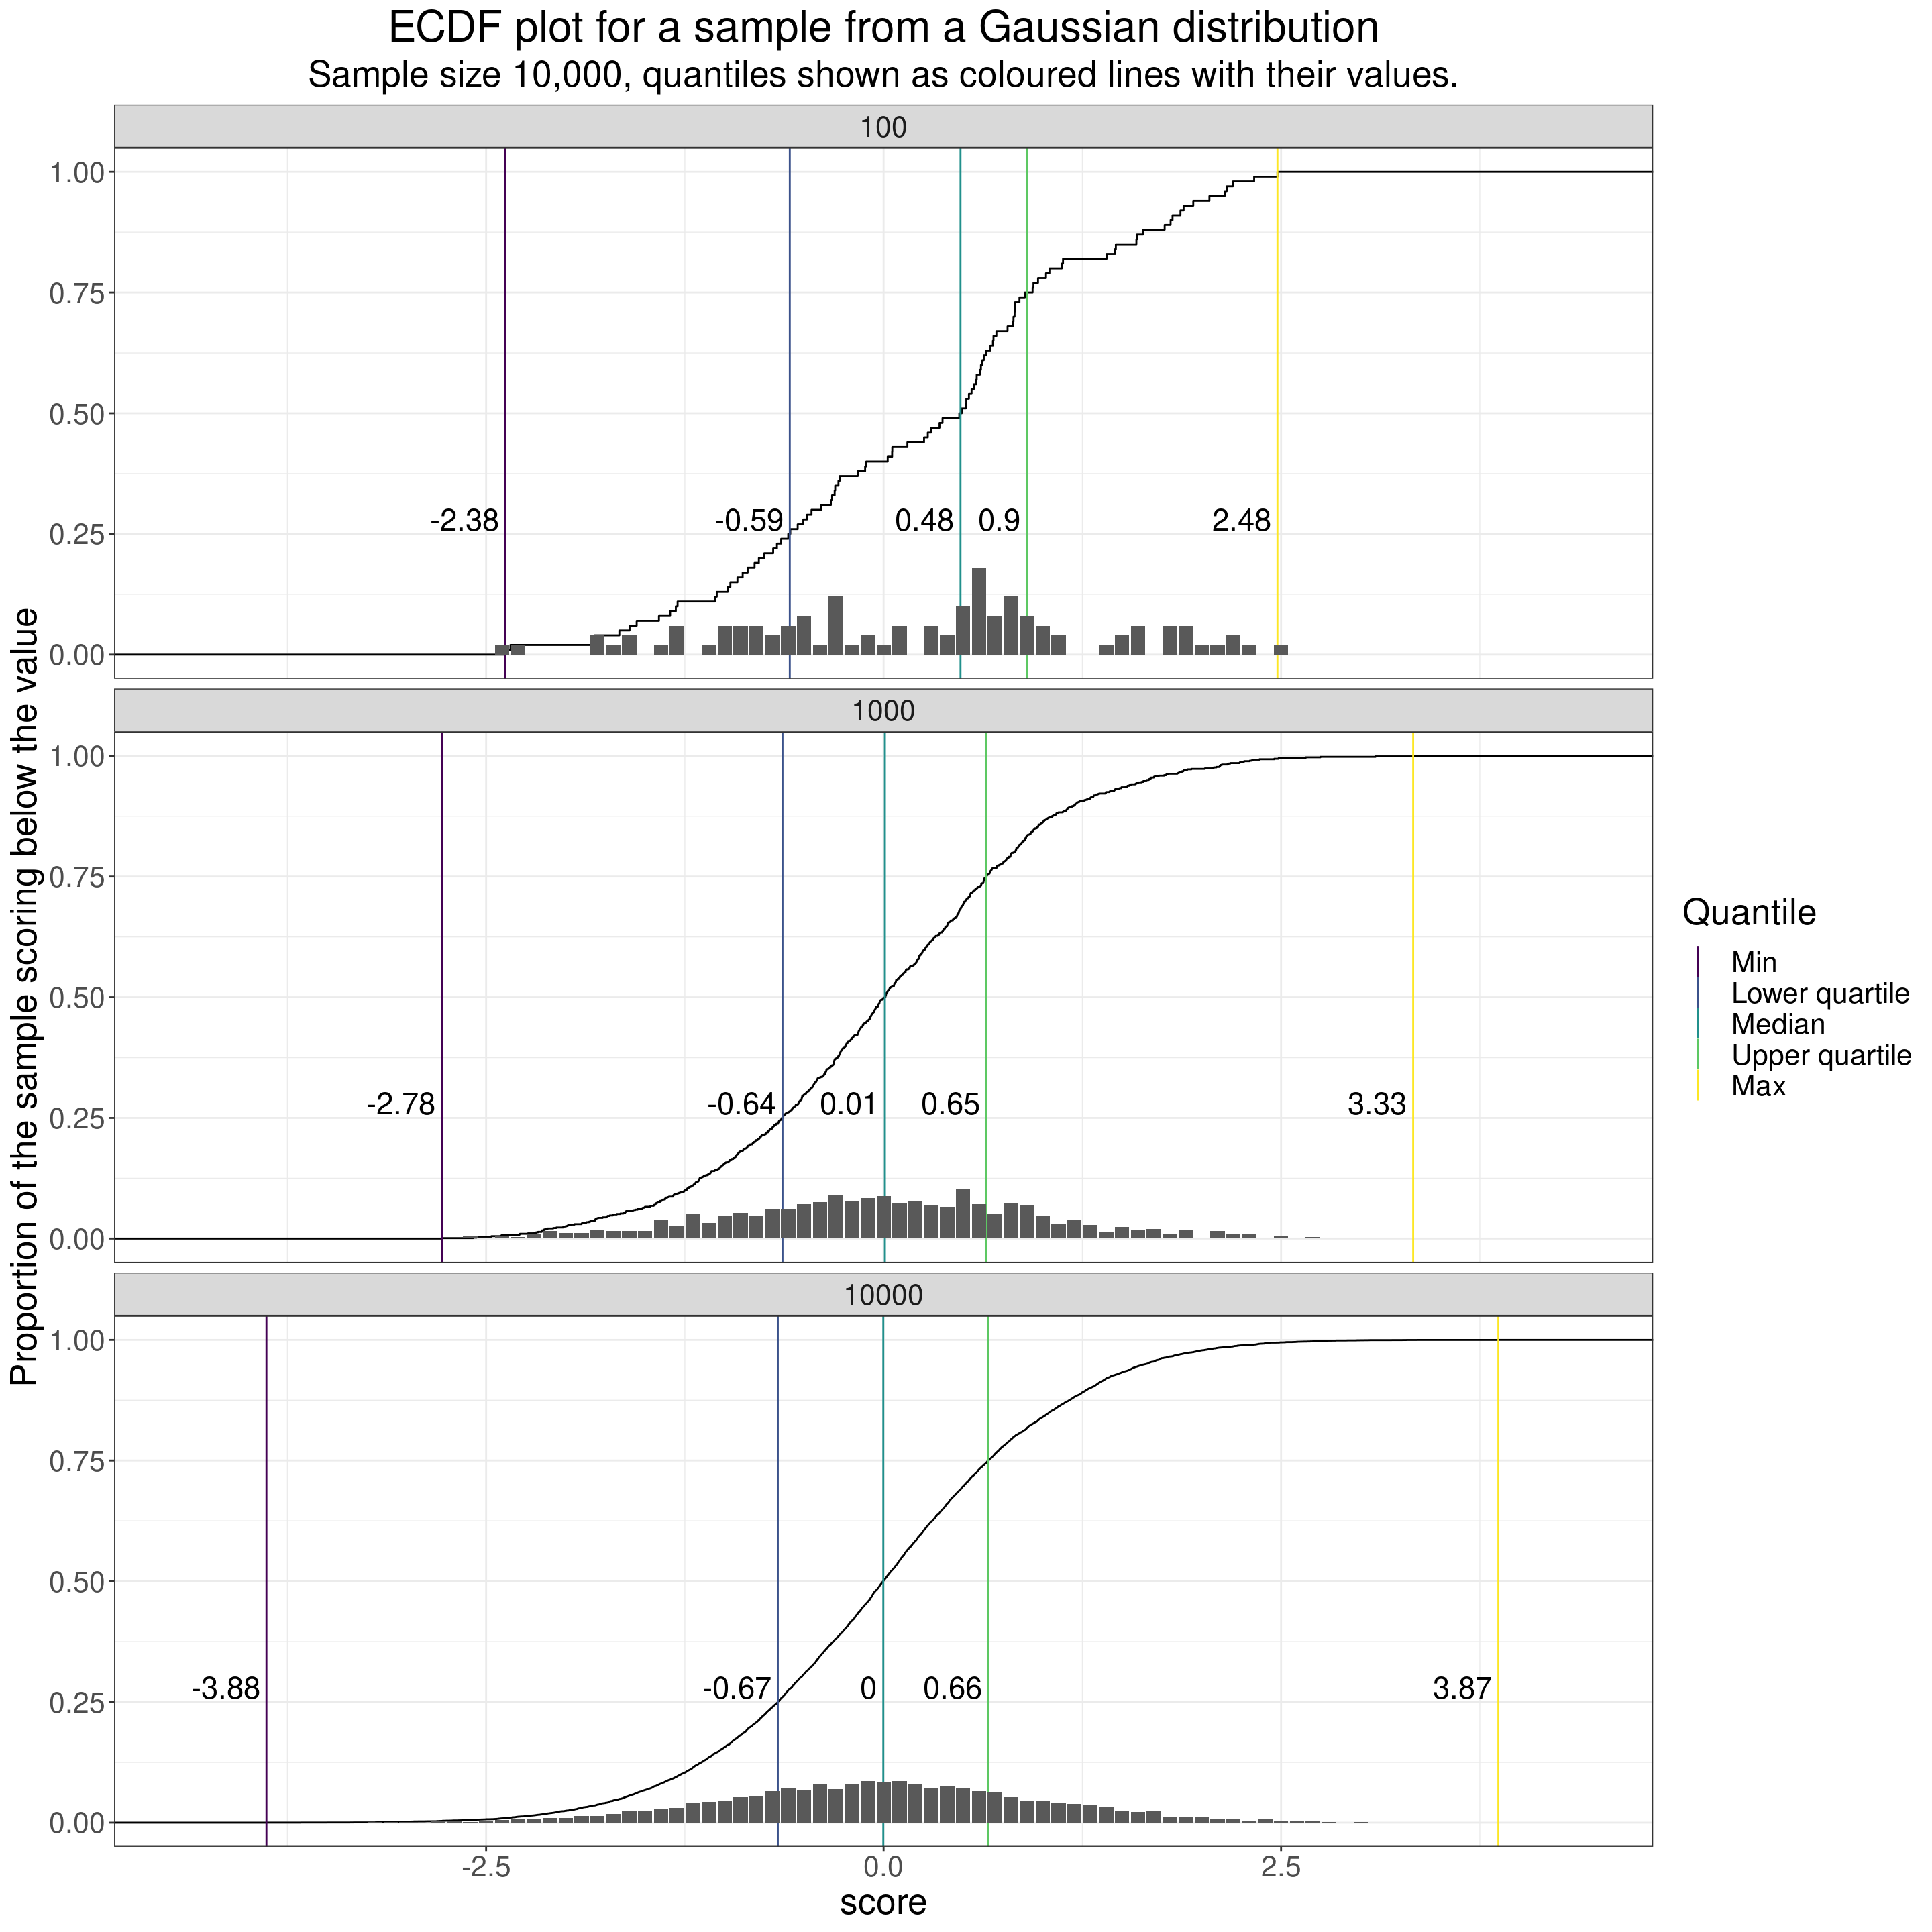 ECDF plot for a sample from a Gaussian distribution
Sample size 10,000, quantiles shown as coloured lines with their values.
Proportion of the sample scoring below the value
100
1.00
0.75
0.50
0.25
0.00
-2.38 -0.59 0.48 0.9 2.48
1000
1.00
0.75
0.50
0.25
0.00
-2.78 -0.64 0.01 0.65 3.33
10000
1.00
0.75
0.50
0.25
0.00
-3.88 -0.67 0 0.66 3.87
-2.5 0.0 2.5
score
Quantile
Min
Lower quartile
Median
Upper quartile
Max